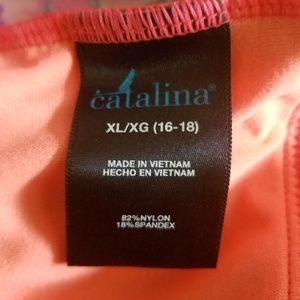 catalina®
XL/XG (16-18)
MADE IN VIETNAM
HECHO EN VIETNAM
82%NYLON
18%SPANDEX